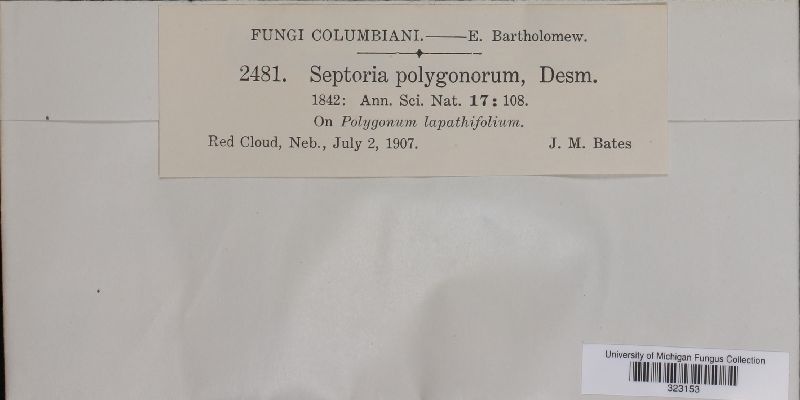 FUNGI COLUMBIANI.——E. Bartholomew.
2481. Septoria polygonorum, Desm.
1842: Ann. Sci. Nat. 17: 108.
On Polygonum lapathifolium.
Red Cloud, Neb., July 2, 1907. J. M. Bates
University of Michigan Fungus Collection
323153